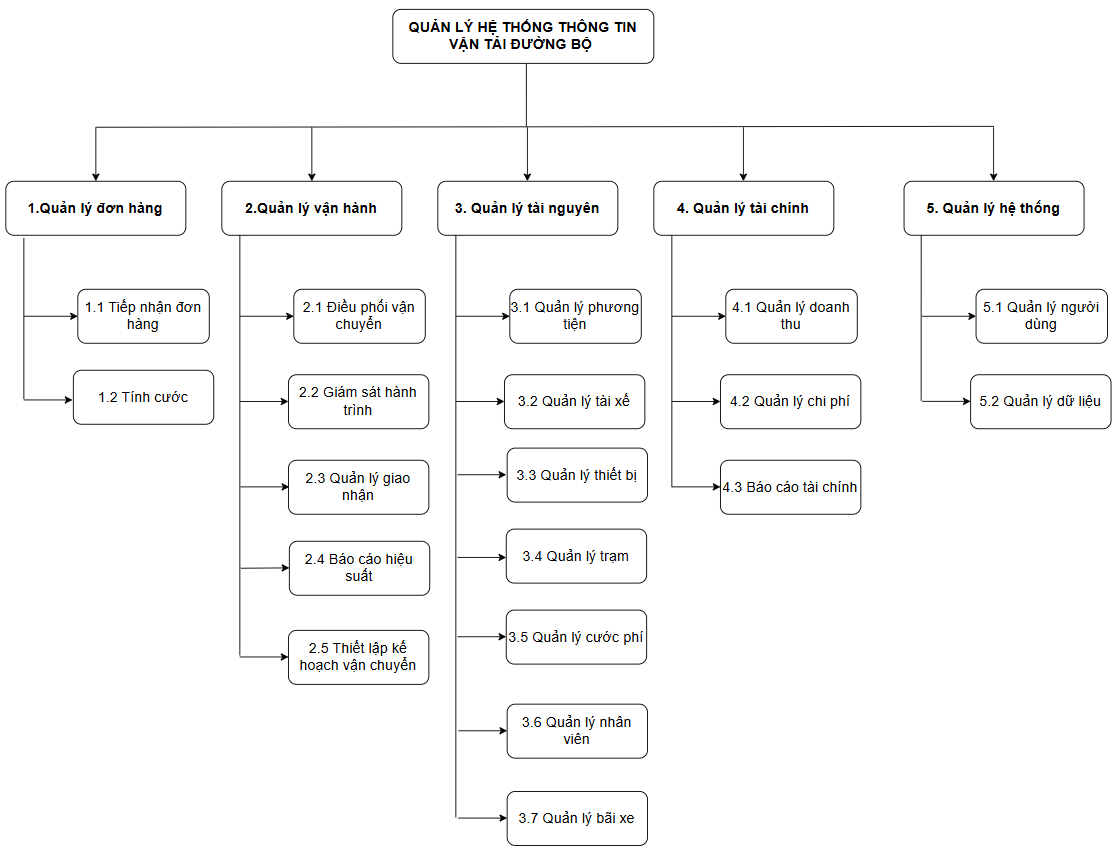 QUẢN LÝ HỆ THỐNG THÔNG TIN
VẬN TẢI ĐƯỜNG BỘ
1.Quản lý đơn hàng
2.Quản lý vận hành
3. Quản lý tài nguyên
4. Quản lý tài chính
5. Quản lý hệ thống
1.1 Tiếp nhận đơn
hàng
1.2 Tính cước
2.1 Điều phối vận
chuyển
2.2 Giám sát hành
trình
2.3 Quản lý giao
nhận
2.4 Báo cáo hiệu
suất
2.5 Thiết lập kế
hoạch vận chuyển
3.1 Quản lý phương
tiện
3.2 Quản lý tài xế
3.3 Quản lý thiết bị
3.4 Quản lý trạm
3.5 Quản lý cước phí
3.6 Quản lý nhân
viên
3.7 Quản lý bãi xe
4.1 Quản lý doanh
thu
4.2 Quản lý chi phí
4.3 Báo cáo tài chính
5.1 Quản lý người
dùng
5.2 Quản lý dữ liệu